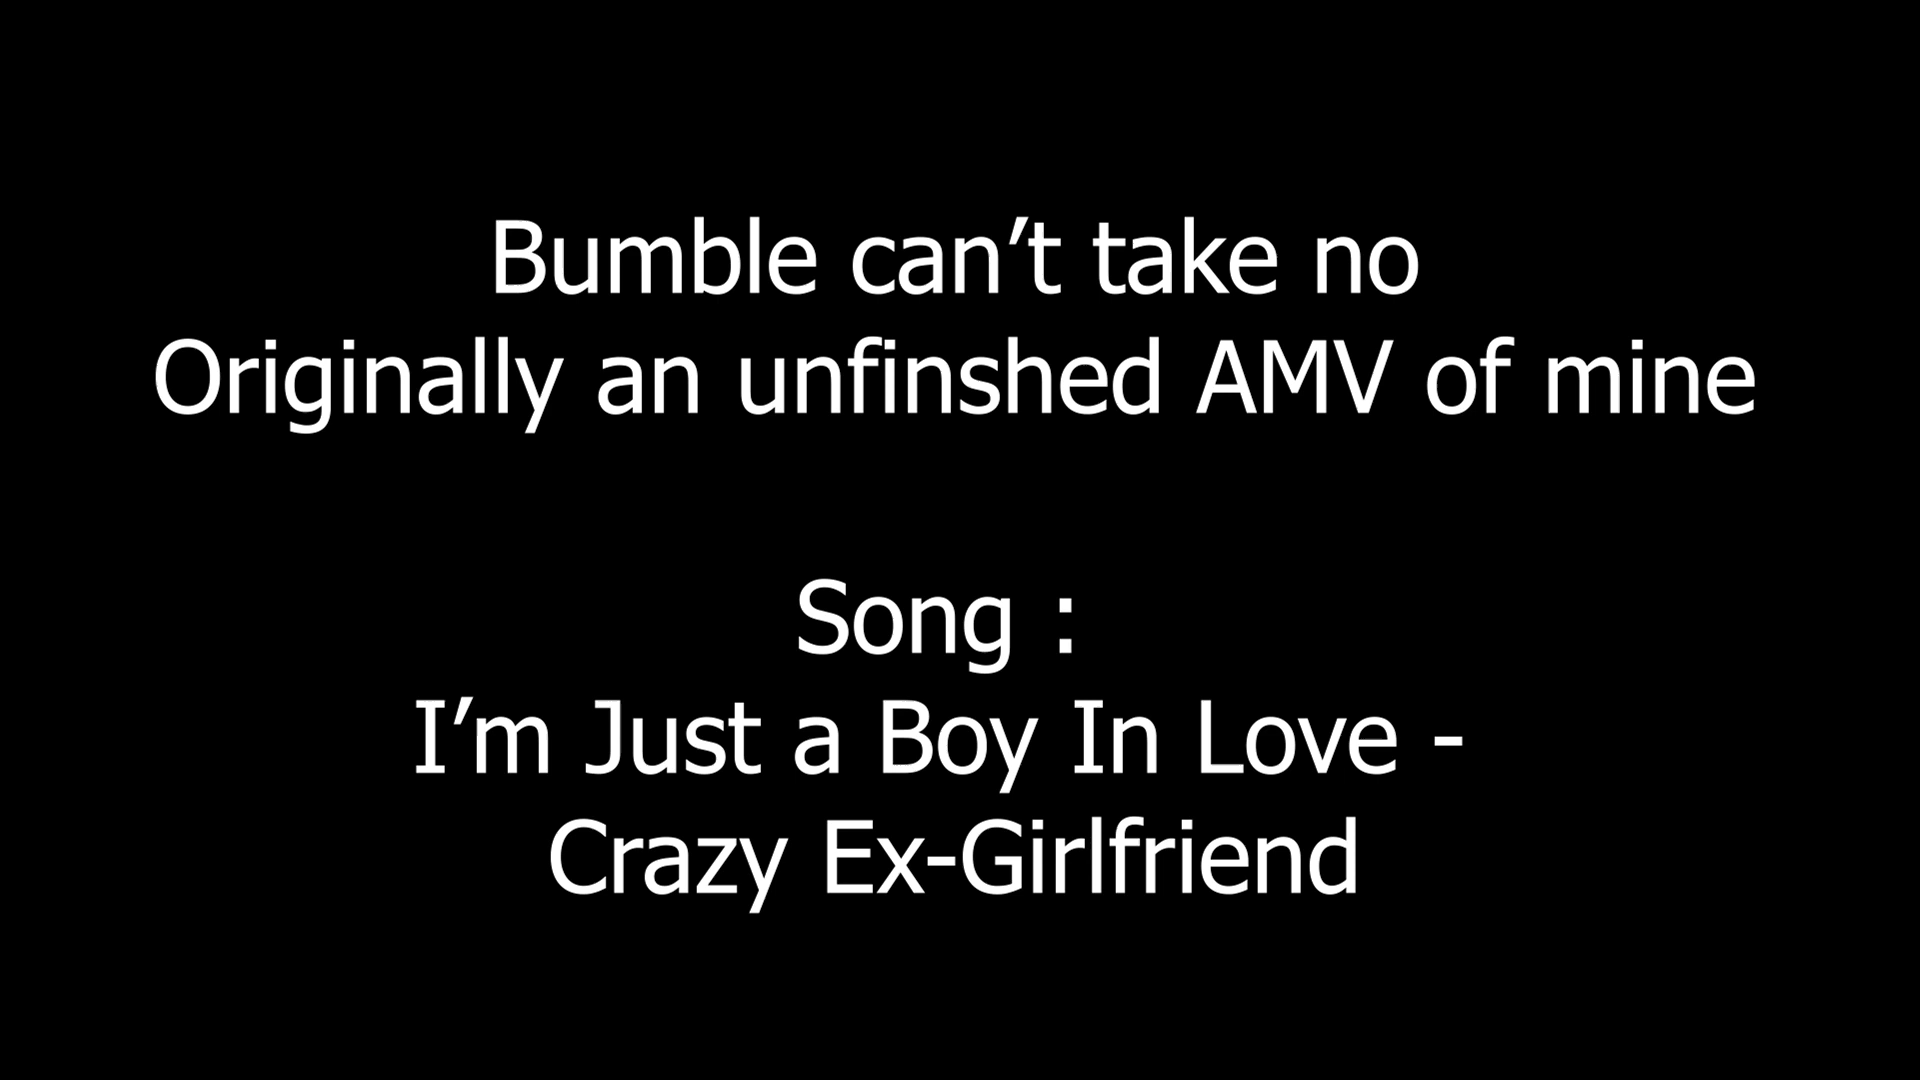 Bumble can’t take no
Originally an unfinshed AMV of mine
Song :
I’m Just a Boy In Love -
Crazy Ex-Girlfriend